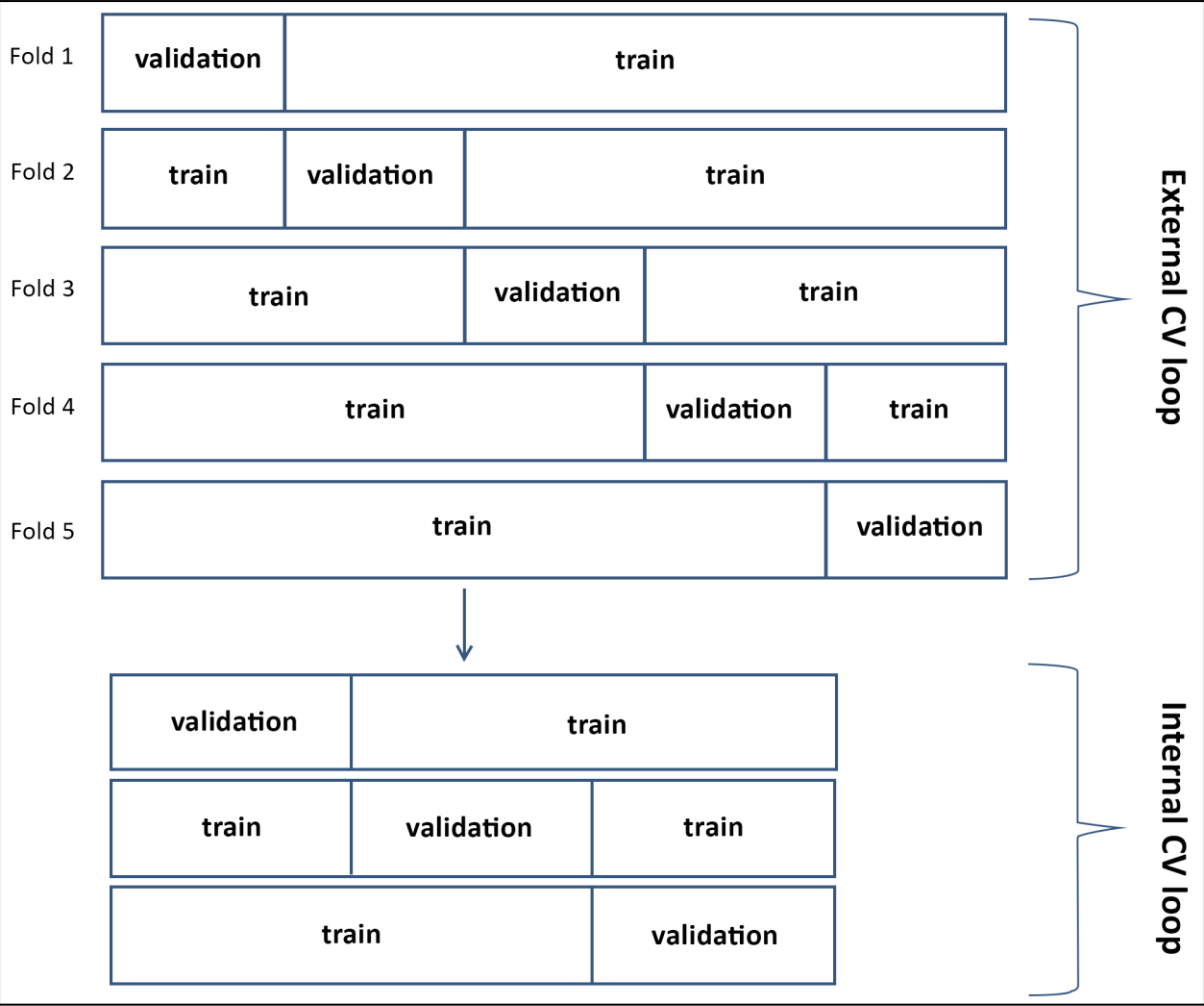 Fold 1
validation
train
Fold 2
train
validation
train
Fold 3
train
validation
train
Fold 4
train
validation
train
Fold 5
train
validation
External CV loop
validation
train
train
validation
train
train
validation
Internal CV loop